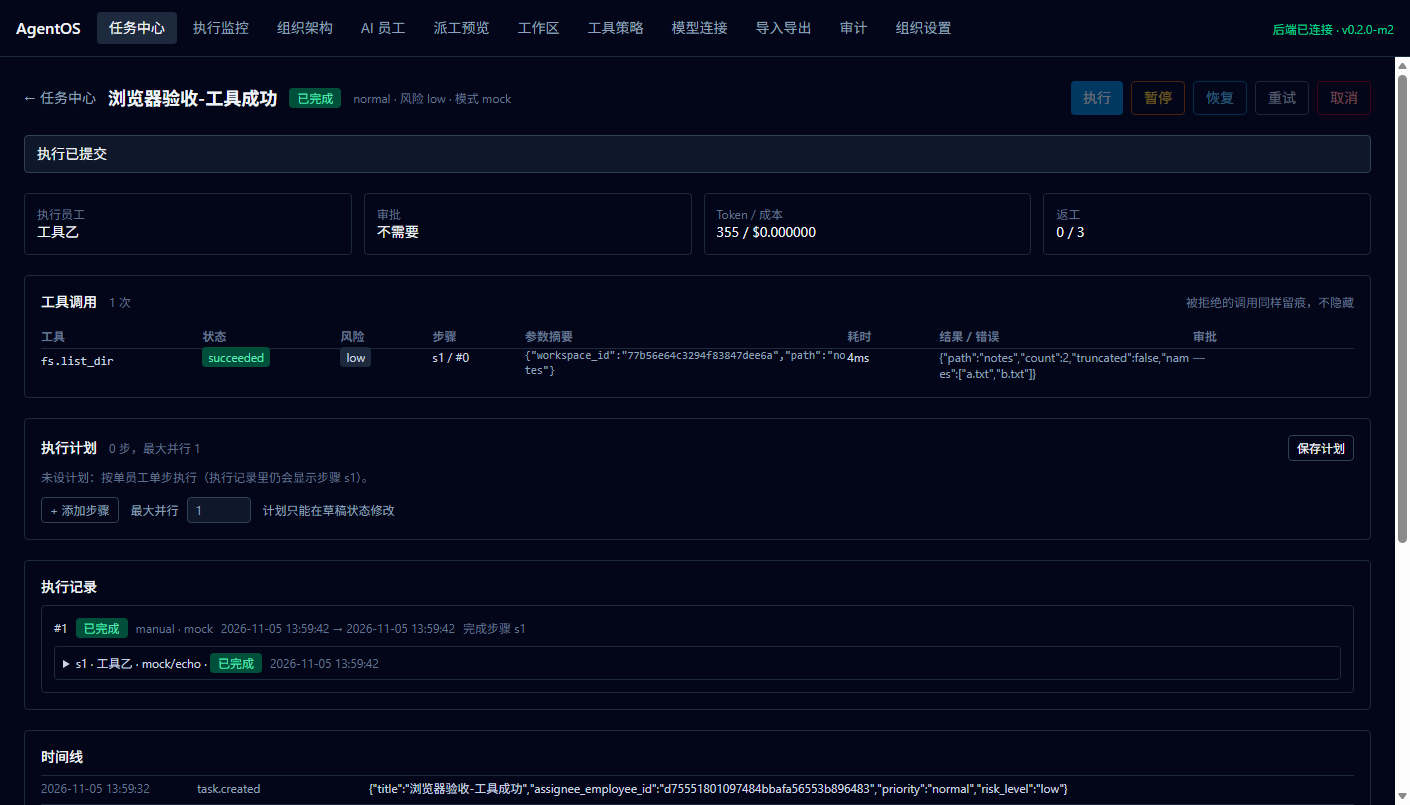 AgentOS 任务中心 执行监控 组织架构 AI 员工 派工预览 工作区 工具策略 模型连接 导入导出 审计 组织设置 后端已连接 · v0.2.0-m2
← 任务中心 浏览器验收-工具成功 已完成 normal · 风险 low · 模式 mock 执行 暂停 恢复 重试 取消
执行已提交
执行员工 审批 Token / 成本 返工
工具乙 不需要 355 / $0.000000 0 / 3
工具调用 1 次 被拒绝的调用同样留痕，不隐藏
工具 状态 风险 步骤 参数摘要 耗时 结果 / 错误 审批
fs.list_dir succeeded low s1 / #0 {"workspace_id":"77b56e64c3294f83847dee6a","path":"no 4ms {"path":"notes","count":2,"truncated":false,"nam —
tes"} es":["a.txt","b.txt"]}
执行计划 0 步，最大并行 1 保存计划
未设计划：按单员工单步执行（执行记录里仍会显示步骤 s1）。
+ 添加步骤 最大并行 1 计划只能在草稿状态修改
执行记录
#1 已完成 manual · mock 2026-11-05 13:59:42 → 2026-11-05 13:59:42 完成步骤 s1
▶ s1 · 工具乙 · mock/echo · 已完成 2026-11-05 13:59:42
时间线
2026-11-05 13:59:32 task.created {"title":"浏览器验收-工具成功","assignee_employee_id":"d75551801097484bbafa56553b896483","priority":"normal","risk_level":"low"}